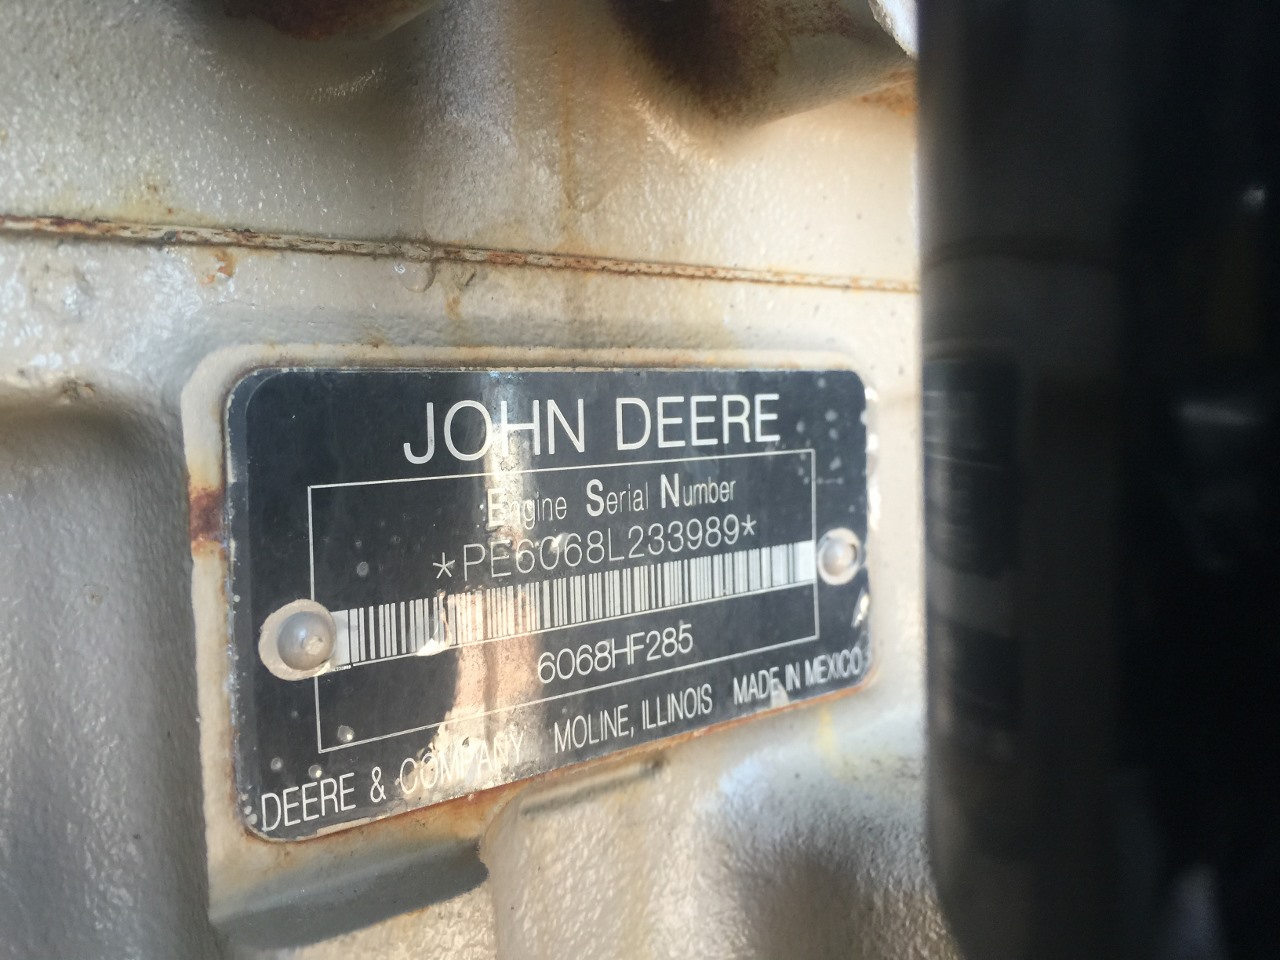 JOHN DEERE
Engine Serial Number
*PE6068L233989*
6068HF285
DEERE & COMPANY MOLINE, ILLINOIS MADE IN MEXICO